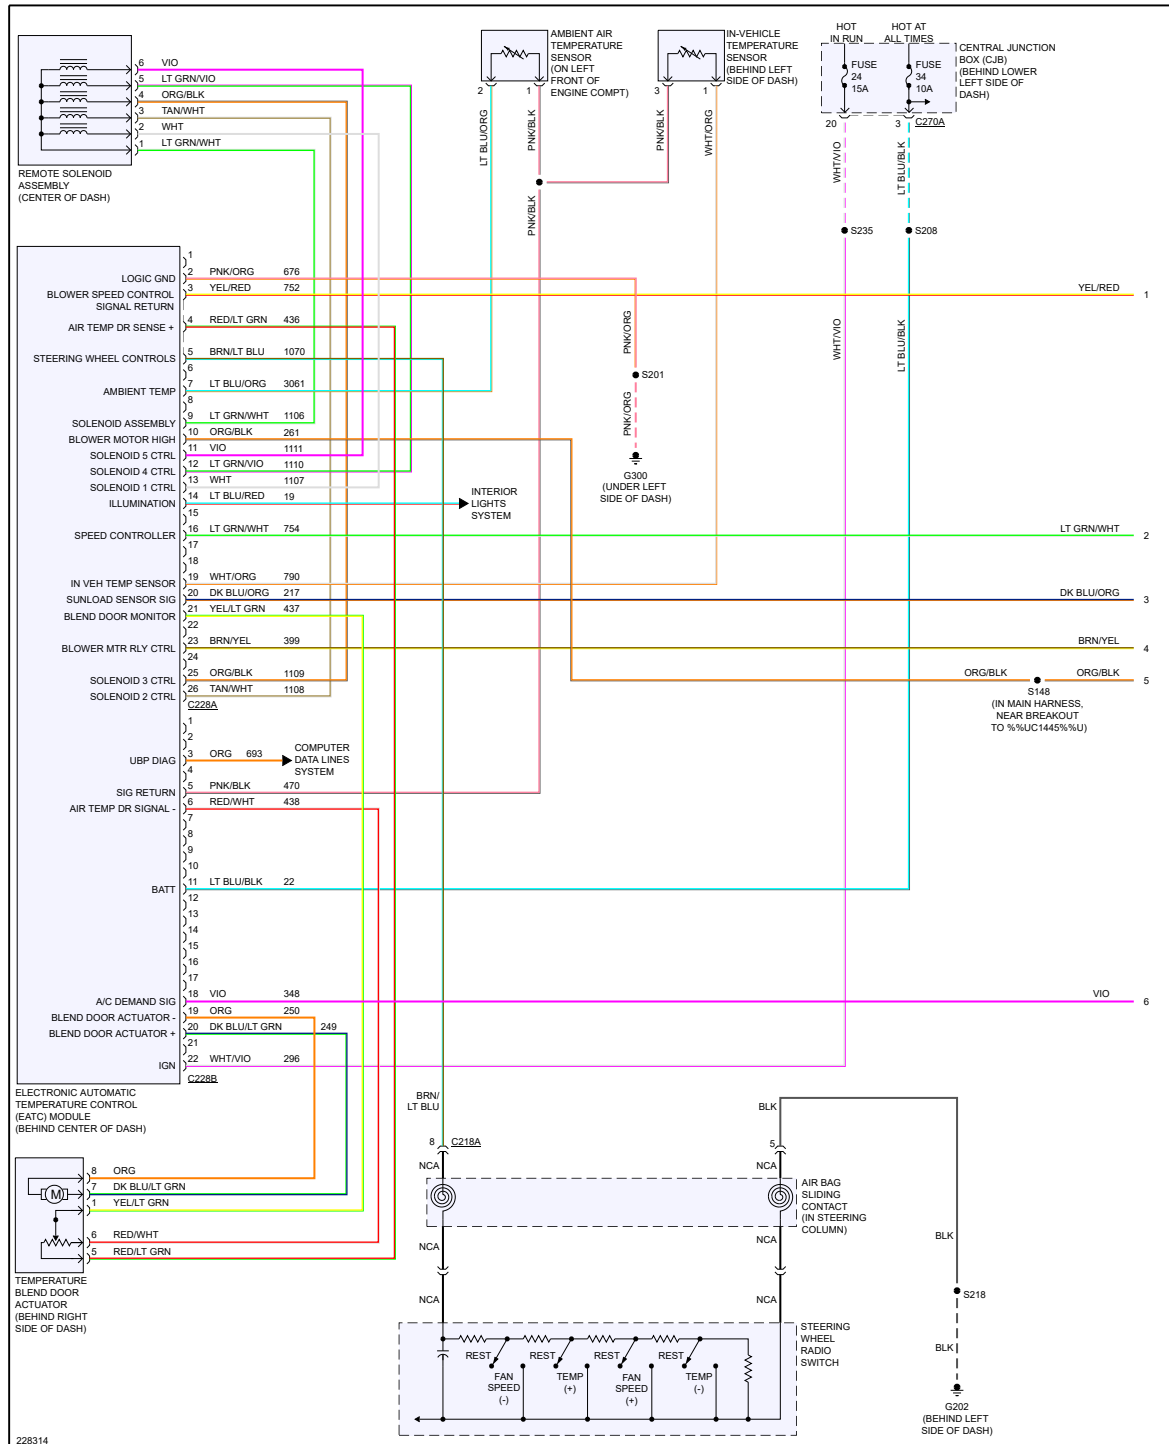 6 VIO
5 LT GRN/VIO
4 ORG/BLK
3 TAN/WHT
2 WHT
1 LT GRN/WHT
REMOTE SOLENOID
ASSEMBLY
(CENTER OF DASH)
AMBIENT AIR
TEMPERATURE
SENSOR
(ON LEFT
FRONT OF
ENGINE COMPT)
2
1
LT BLU/ORG
PNK/BLK
PNK/BLK
IN-VEHICLE
TEMPERATURE
SENSOR
(BEHIND LEFT
SIDE OF DASH)
3
1
PNK/BLK
WHT/ORG
HOT
IN RUN
HOT AT
ALL TIMES
FUSE
24
15A
FUSE
34
10A
CENTRAL JUNCTION
BOX (CJB)
(BEHIND LOWER
LEFT SIDE OF
DASH)
20
3
C270A
WHT/VIO
LT BLU/BLK
S235
S208
WHT/VIO
LT BLU/BLK
1
LOGIC GND 2 PNK/ORG 676
BLOWER SPEED CONTROL 3 YEL/RED 752 YEL/RED 1
SIGNAL RETURN
AIR TEMP DR SENSE + 4 RED/LT GRN 436
STEERING WHEEL CONTROLS 5 BRN/LT BLU 1070
6
AMBIENT TEMP 7 LT BLU/ORG 3061
8
SOLENOID ASSEMBLY 9 LT GRN/WHT 1106
BLOWER MOTOR HIGH 10 ORG/BLK 261
SOLENOID 5 CTRL 11 VIO 1111
SOLENOID 4 CTRL 12 LT GRN/VIO 1110
SOLENOID 1 CTRL 13 WHT 1107
ILLUMINATION 14 LT BLU/RED 19
15
SPEED CONTROLLER 16 LT GRN/WHT 754 LT GRN/WHT 2
17
18
IN VEH TEMP SENSOR 19 WHT/ORG 790
SUNLOAD SENSOR SIG 20 DK BLU/ORG 217 DK BLU/ORG 3
BLEND DOOR MONITOR 21 YEL/LT GRN 437
22
BLOWER MTR RLY CTRL 23 BRN/YEL 399 BRN/YEL 4
24
SOLENOID 3 CTRL 25 ORG/BLK 1109
SOLENOID 2 CTRL 26 TAN/WHT 1108
C228A
INTERIOR
LIGHTS
SYSTEM
PNK/ORG
S201
PNK/ORG
G300
(UNDER LEFT
SIDE OF DASH)
ORG/BLK ORG/BLK 5
S148
(IN MAIN HARNESS,
NEAR BREAKOUT
TO %%UC1445%%U)
1
2
UBP DIAG 3 ORG 693
4
SIG RETURN 5 PNK/BLK 470
AIR TEMP DR SIGNAL - 6 RED/WHT 438
7
8
9
10
BATT 11 LT BLU/BLK 22
12
13
14
15
16
17
A/C DEMAND SIG 18 VIO 348 VIO 6
BLEND DOOR ACTUATOR - 19 ORG 250
BLEND DOOR ACTUATOR + 20 DK BLU/LT GRN 249
21
IGN 22 WHT/VIO 296
C228B
COMPUTER
DATA LINES
SYSTEM
ELECTRONIC AUTOMATIC
TEMPERATURE CONTROL
(EATC) MODULE
(BEHIND CENTER OF DASH)
M
8 ORG
7 DK BLU/LT GRN
1 YEL/LT GRN
6 RED/WHT
5 RED/LT GRN
TEMPERATURE
BLEND DOOR
ACTUATOR
(BEHIND RIGHT
SIDE OF DASH)
BRN/
LT BLU
8 C218A
NCA
BLK
5
NCA
AIR BAG
SLIDING
CONTACT
(IN STEERING
COLUMN)
NCA
NCA
NCA
NCA
BLK
S218
BLK
G202
(BEHIND LEFT
SIDE OF DASH)
STEERING
WHEEL
RADIO
SWITCH
REST
REST
REST
REST
FAN
SPEED
(-)
TEMP
(+)
FAN
SPEED
(+)
TEMP
(-)
228314